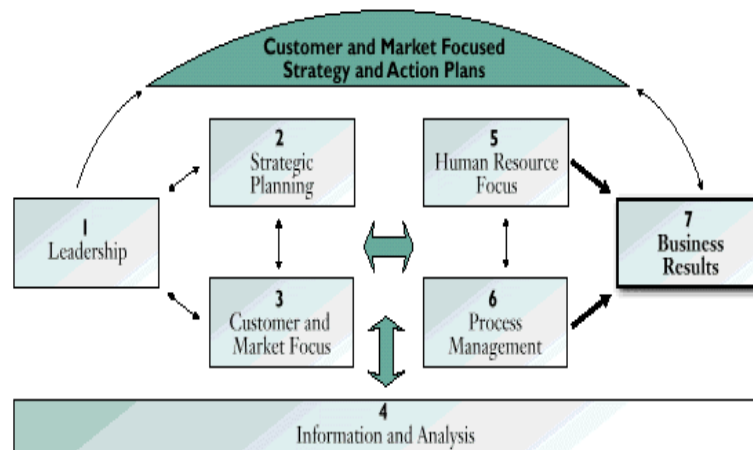 Customer and Market Focused
Strategy and Action Plans
2
Strategic
Planning
5
Human Resource
Focus
1
Leadership
7
Business
Results
3
Customer and
Market Focus
6
Process
Management
4
Information and Analysis